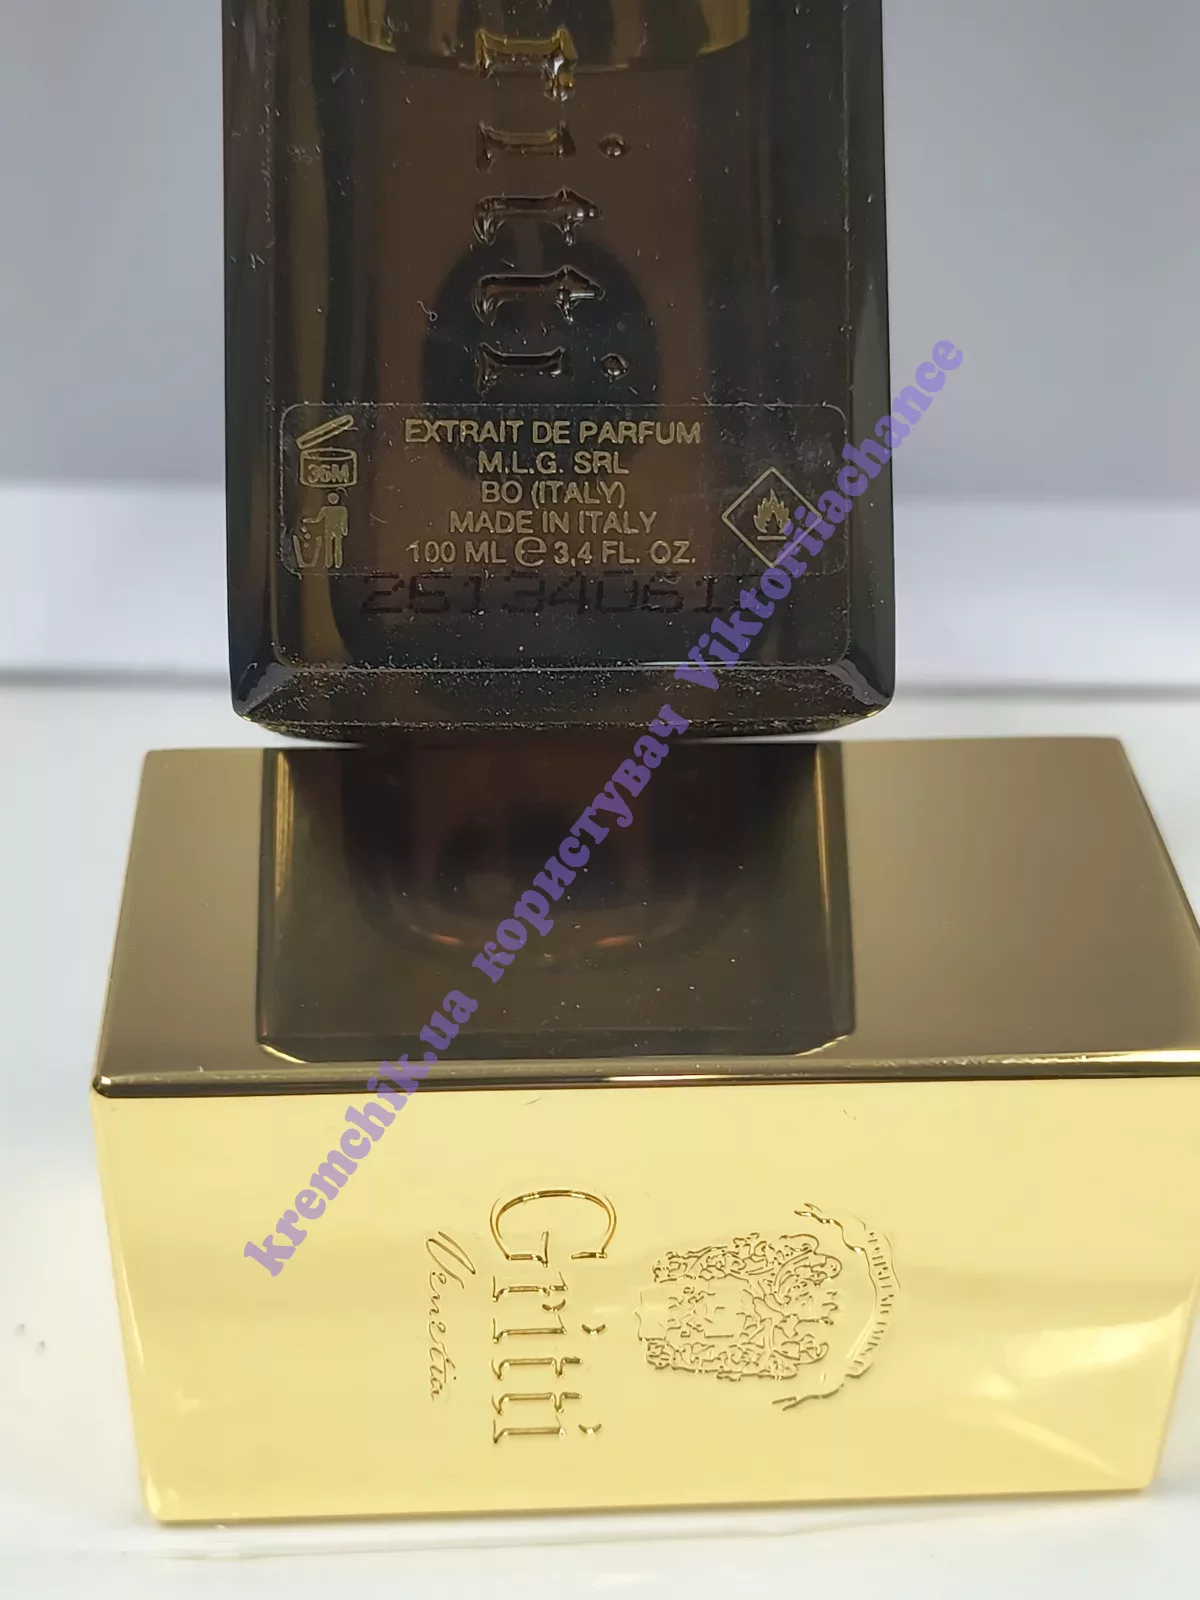 ritti
36M
EXTRAIT DE PARFUM
M.L.G. SRL
BO (ITALY)
MADE IN ITALY
100 ML ℮ 3,4 FL. OZ.
kremchik.ua користувач Viktoriiachance
Gritti
Venetia